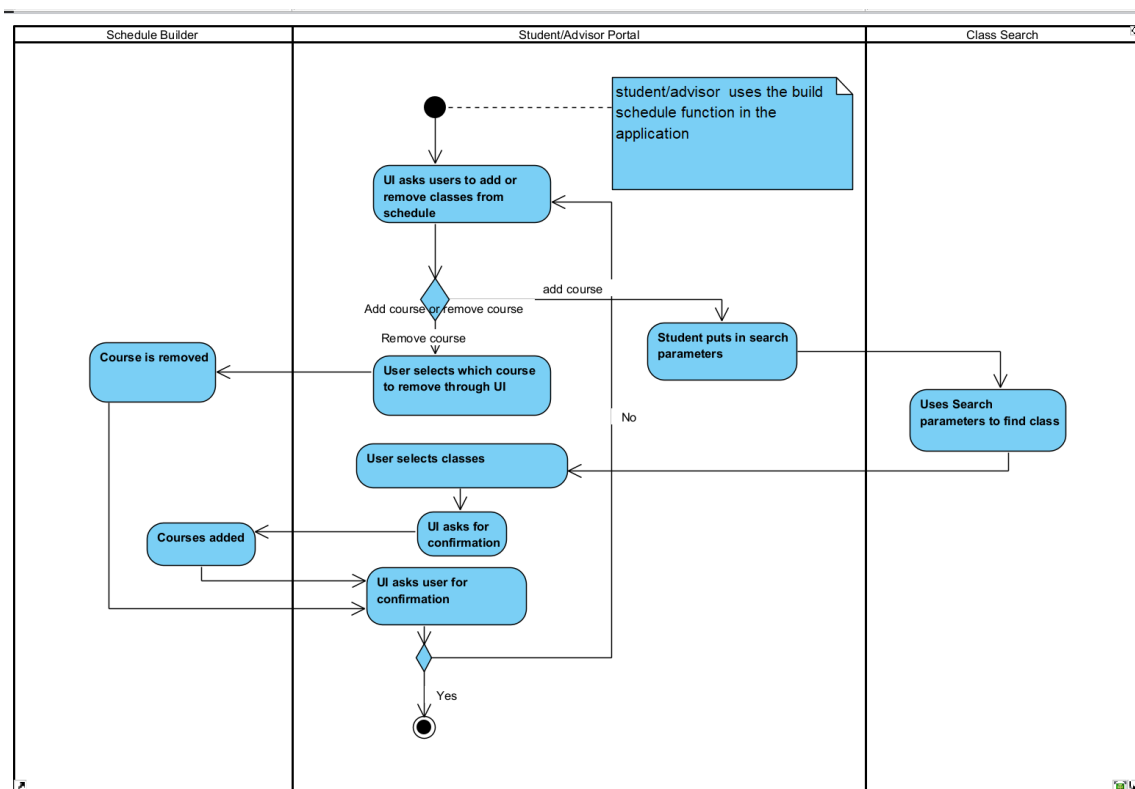 Schedule Builder
Student/Advisor Portal
Class Search
student/advisor uses the build
schedule function in the
application
UI asks users to add or
remove classes from
schedule
add course
Add course or remove course
Remove course
Student puts in search
parameters
Course is removed
User selects which course
to remove through UI
Uses Search
parameters to find class
No
User selects classes
UI asks for
confirmation
Courses added
UI asks user for
confirmation
Yes